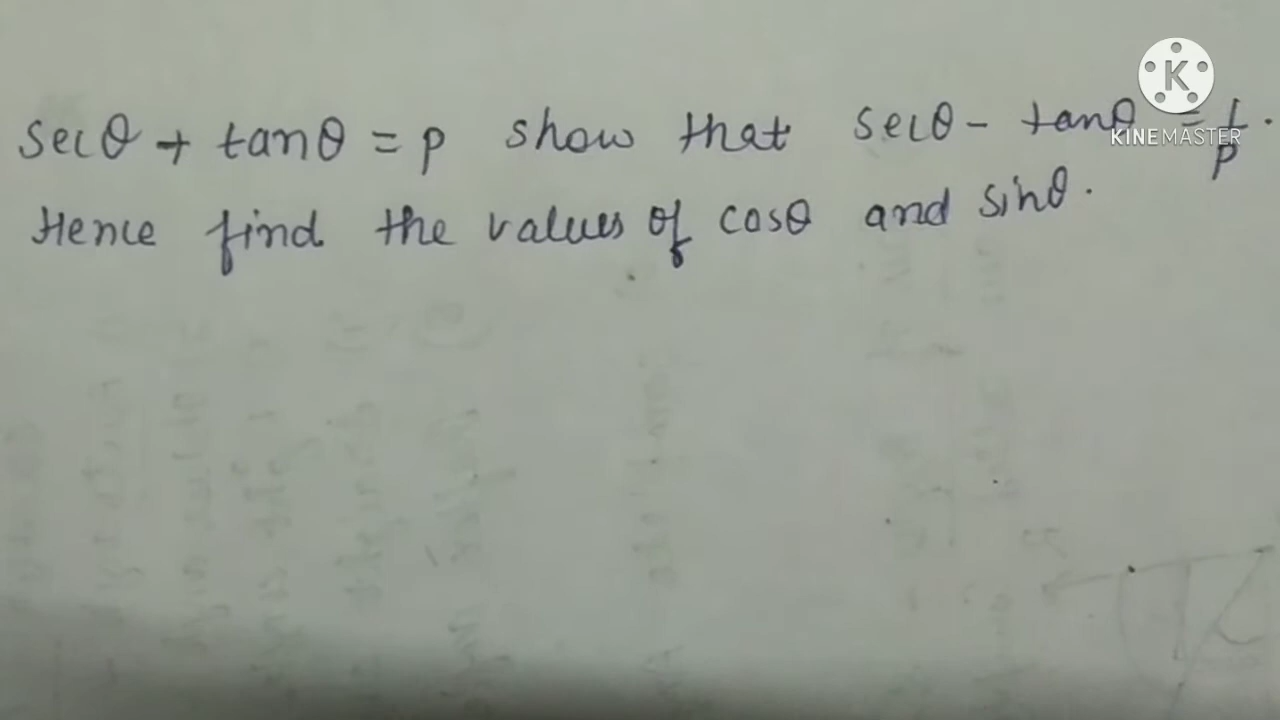 secθ + tanθ = p show that secθ - tanθ = 1/p.
Hence find the values of cosθ and sinθ.
K
KINEMASTER